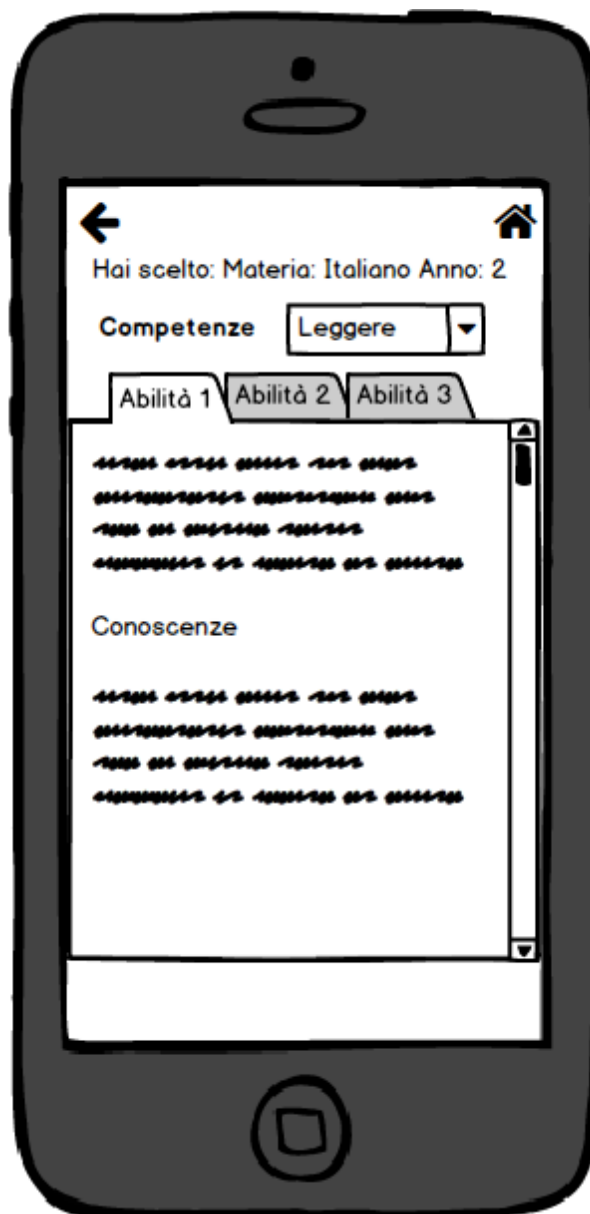 Hai scelto: Materia: Italiano Anno: 2
Competenze Leggere
Abilità 1 Abilità 2 Abilità 3
Conoscenze